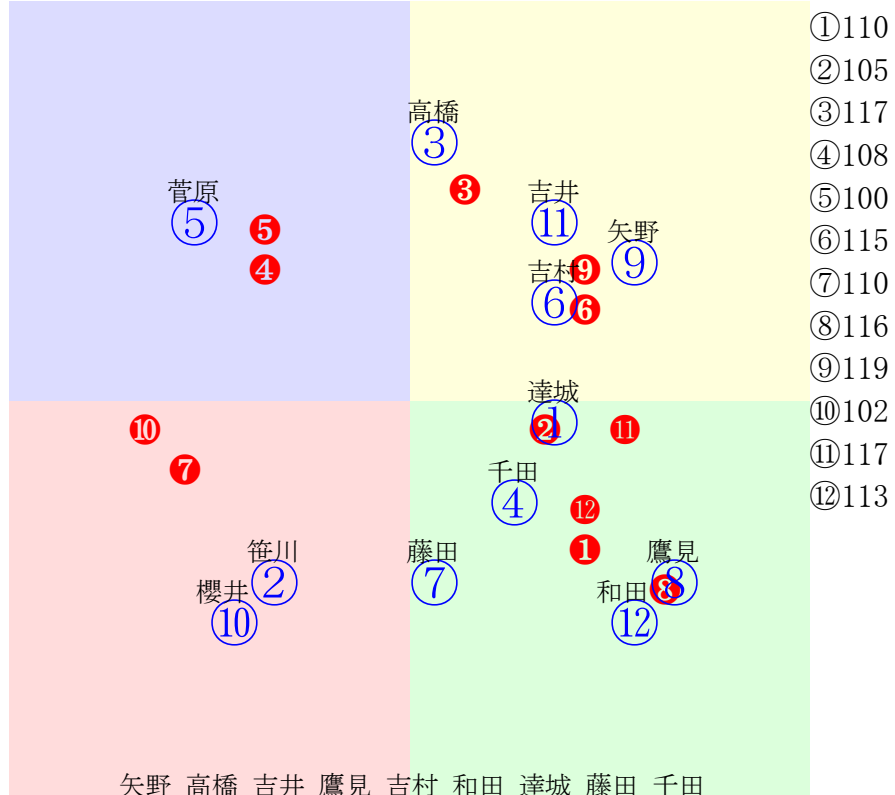 ①110
②105
③117
④108
⑤100
⑥115
⑦110
⑧116
⑨119
⑩102
⑪117
⑫113
高橋
③
❸
菅原
⑤
❺
❹
吉井
⑪
矢野
⑨
❾
吉村
⑥
❻
達城
①
❷
⓫
❿
❼
千田
④
⓬
❶
笹川
②
櫻井
⑩
藤田
⑦
鷹見
⑧
❽
和田
⑫
矢野 高橋 吉井 鷹見 吉村 和田 達城 藤田 千田